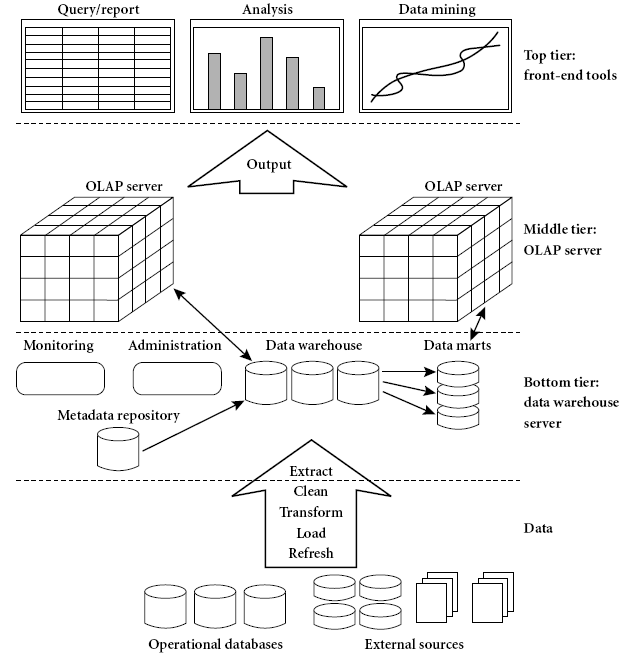 Query/report
Analysis
Data mining
Top tier:
front-end tools
Output
OLAP server
OLAP server
Middle tier:
OLAP server
Monitoring
Administration
Data warehouse
Data marts
Bottom tier:
data warehouse
server
Metadata repository
Extract
Clean
Transform
Load
Refresh
Data
Operational databases
External sources